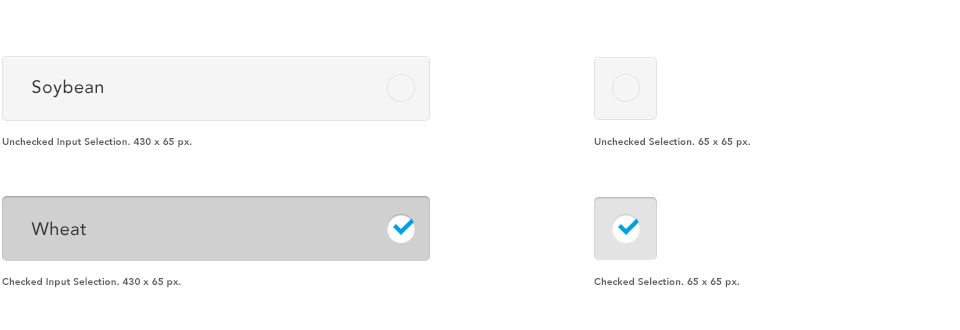 Soybean
Unchecked Input Selection. 430 x 65 px.
Unchecked Selection. 65 x 65 px.
Wheat
Checked Input Selection. 430 x 65 px.
Checked Selection. 65 x 65 px.